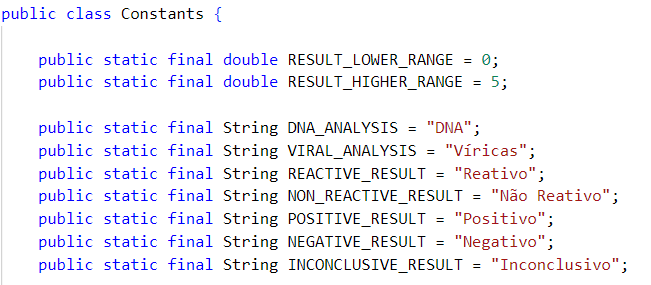 public class Constants {
public static final double RESULT_LOWER_RANGE = 0;
public static final double RESULT_HIGHER_RANGE = 5;
public static final String DNA_ANALYSIS = "DNA";
public static final String VIRAL_ANALYSIS = "Víricas";
public static final String REACTIVE_RESULT = "Reativo";
public static final String NON_REACTIVE_RESULT = "Não Reativo";
public static final String POSITIVE_RESULT = "Positivo";
public static final String NEGATIVE_RESULT = "Negativo";
public static final String INCONCLUSIVE_RESULT = "Inconclusivo";